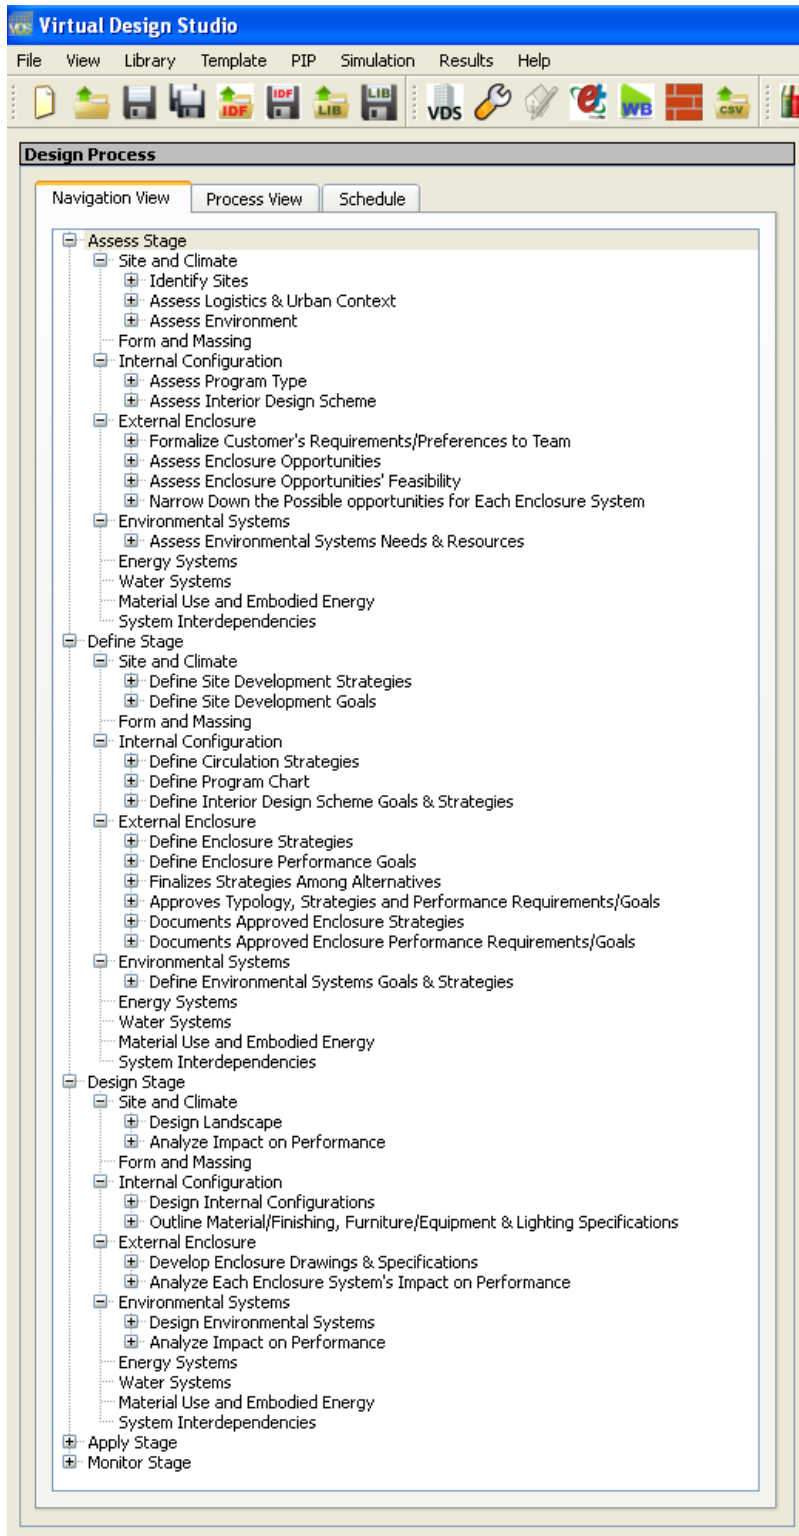 VDS Virtual Design Studio
File View Library Template PIP Simulation Results Help
IDF IDF LIB LIB VDS et WB CSV
Design Process
Navigation View Process View Schedule
Assess Stage
Site and Climate
Identify Sites
Assess Logistics & Urban Context
Assess Environment
Form and Massing
Internal Configuration
Assess Program Type
Assess Interior Design Scheme
External Enclosure
Formalize Customer's Requirements/Preferences to Team
Assess Enclosure Opportunities
Assess Enclosure Opportunities' Feasibility
Narrow Down the Possible opportunities for Each Enclosure System
Environmental Systems
Assess Environmental Systems Needs & Resources
Energy Systems
Water Systems
Material Use and Embodied Energy
System Interdependencies
Define Stage
Site and Climate
Define Site Development Strategies
Define Site Development Goals
Form and Massing
Internal Configuration
Define Circulation Strategies
Define Program Chart
Define Interior Design Scheme Goals & Strategies
External Enclosure
Define Enclosure Strategies
Define Enclosure Performance Goals
Finalizes Strategies Among Alternatives
Approves Typology, Strategies and Performance Requirements/Goals
Documents Approved Enclosure Strategies
Documents Approved Enclosure Performance Requirements/Goals
Environmental Systems
Define Environmental Systems Goals & Strategies
Energy Systems
Water Systems
Material Use and Embodied Energy
System Interdependencies
Design Stage
Site and Climate
Design Landscape
Analyze Impact on Performance
Form and Massing
Internal Configuration
Design Internal Configurations
Outline Material/Finishing, Furniture/Equipment & Lighting Specifications
External Enclosure
Develop Enclosure Drawings & Specifications
Analyze Each Enclosure System's Impact on Performance
Environmental Systems
Design Environmental Systems
Analyze Impact on Performance
Energy Systems
Water Systems
Material Use and Embodied Energy
System Interdependencies
Apply Stage
Monitor Stage